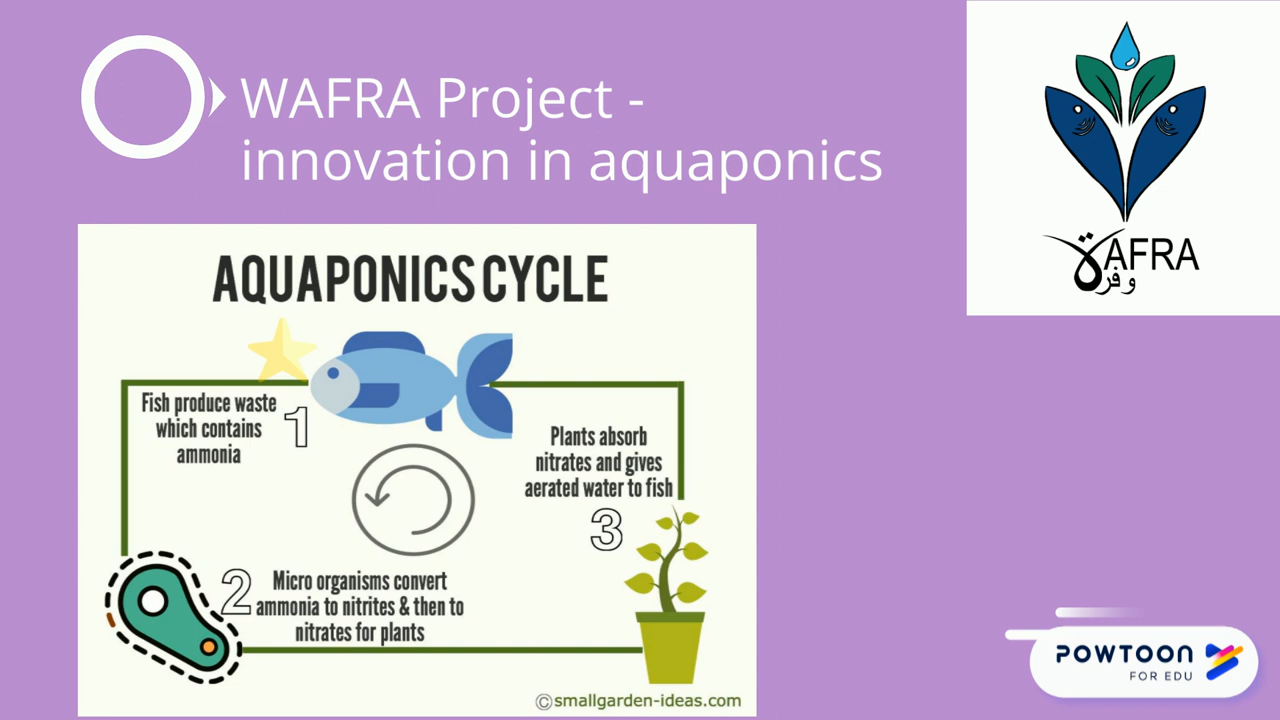 WAFRA Project -
innovation in aquaponics
ةAFRA
وفرة
AQUAPONICS CYCLE
Fish produce waste
which contains
ammonia
1
Plants absorb
nitrates and gives
aerated water to fish
3
2
Micro organisms convert
ammonia to nitrites & then to
nitrates for plants
©smallgarden-ideas.com
POWTOON
FOR EDU